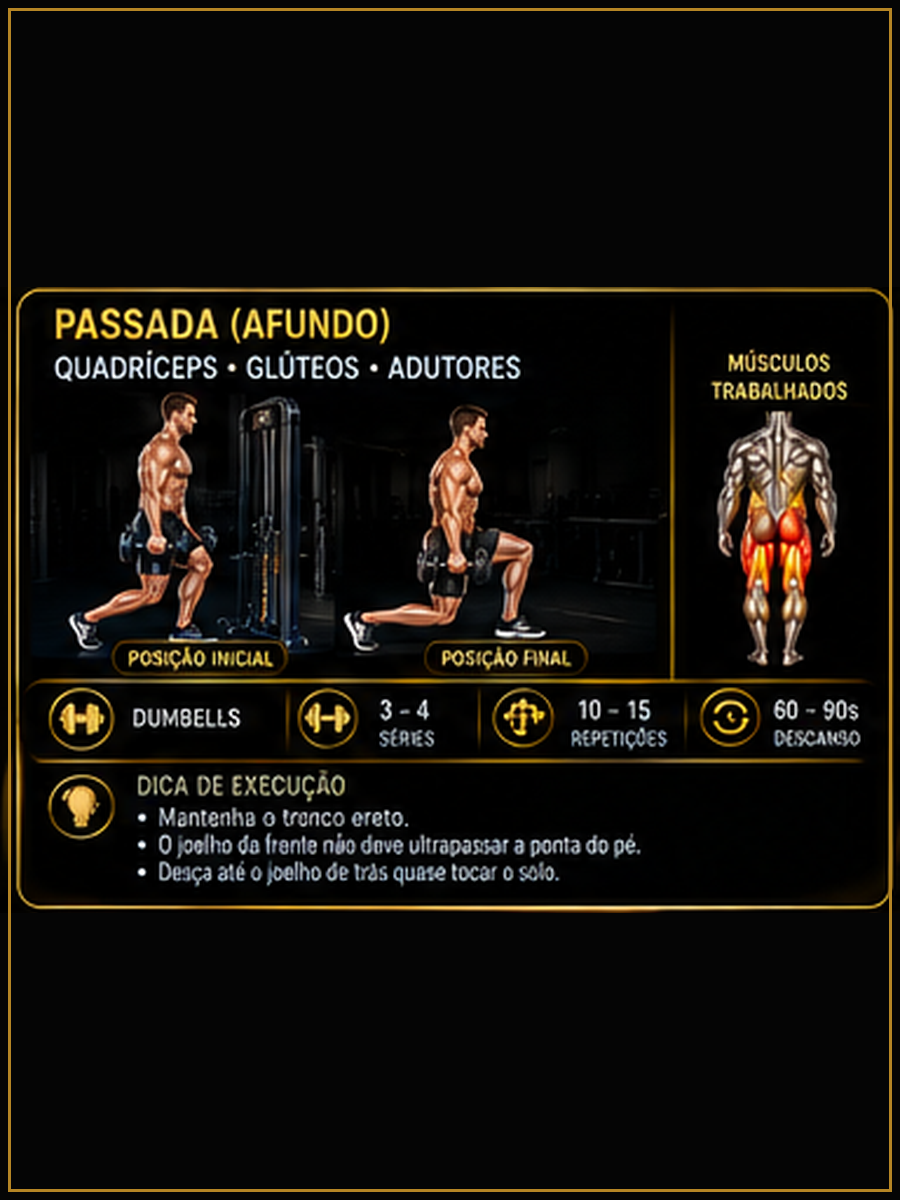 PASSADA (AFUNDO)
QUADRÍCEPS • GLÚTEOS • ADUTORES
MÚSCULOS
TRABALHADOS
POSIÇÃO INICIAL
POSIÇÃO FINAL
DUMBELLS
3 - 4
SÉRIES
10 - 15
REPETIÇÕES
60 - 90s
DESCANSO
DICA DE EXECUÇÃO
• Mantenha o tronco ereto.
• O joelho da frente não deve ultrapassar a ponta do pé.
• Desça até o joelho de trás quase tocar o solo.